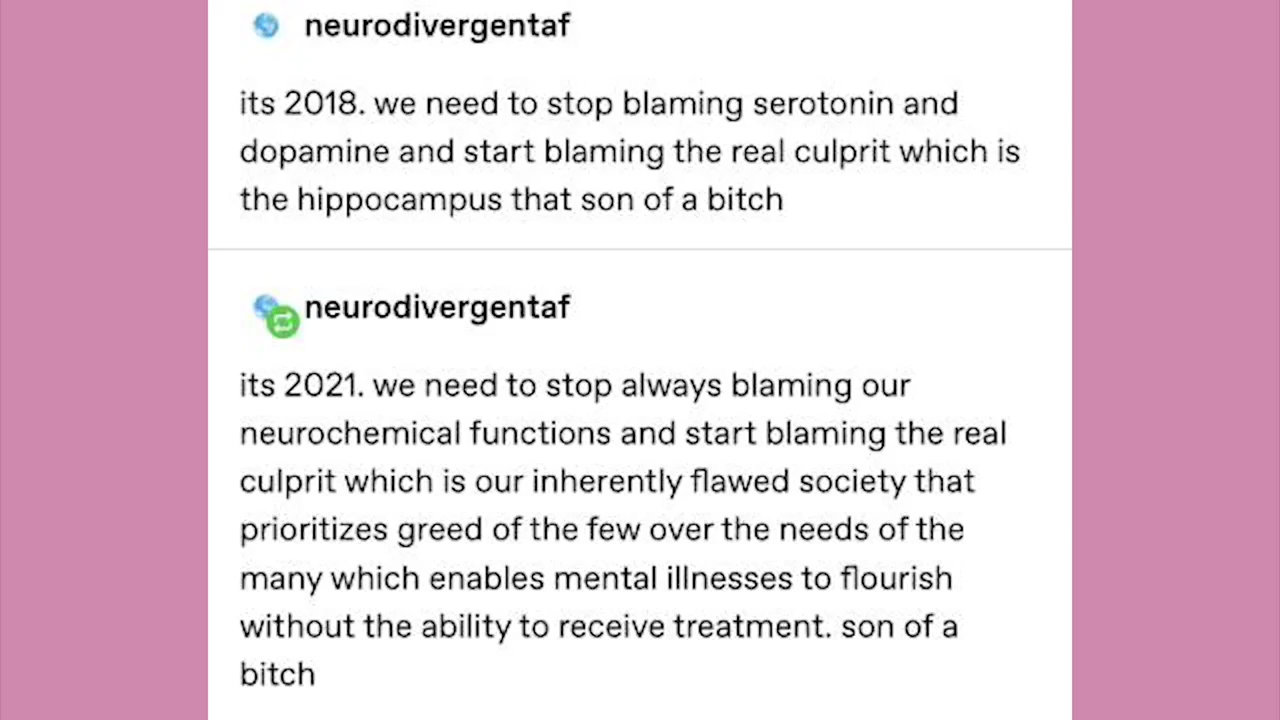 neurodivergentaf
its 2018. we need to stop blaming serotonin and
dopamine and start blaming the real culprit which is
the hippocampus that son of a bitch
neurodivergentaf
its 2021. we need to stop always blaming our
neurochemical functions and start blaming the real
culprit which is our inherently flawed society that
prioritizes greed of the few over the needs of the
many which enables mental illnesses to flourish
without the ability to receive treatment. son of a
bitch